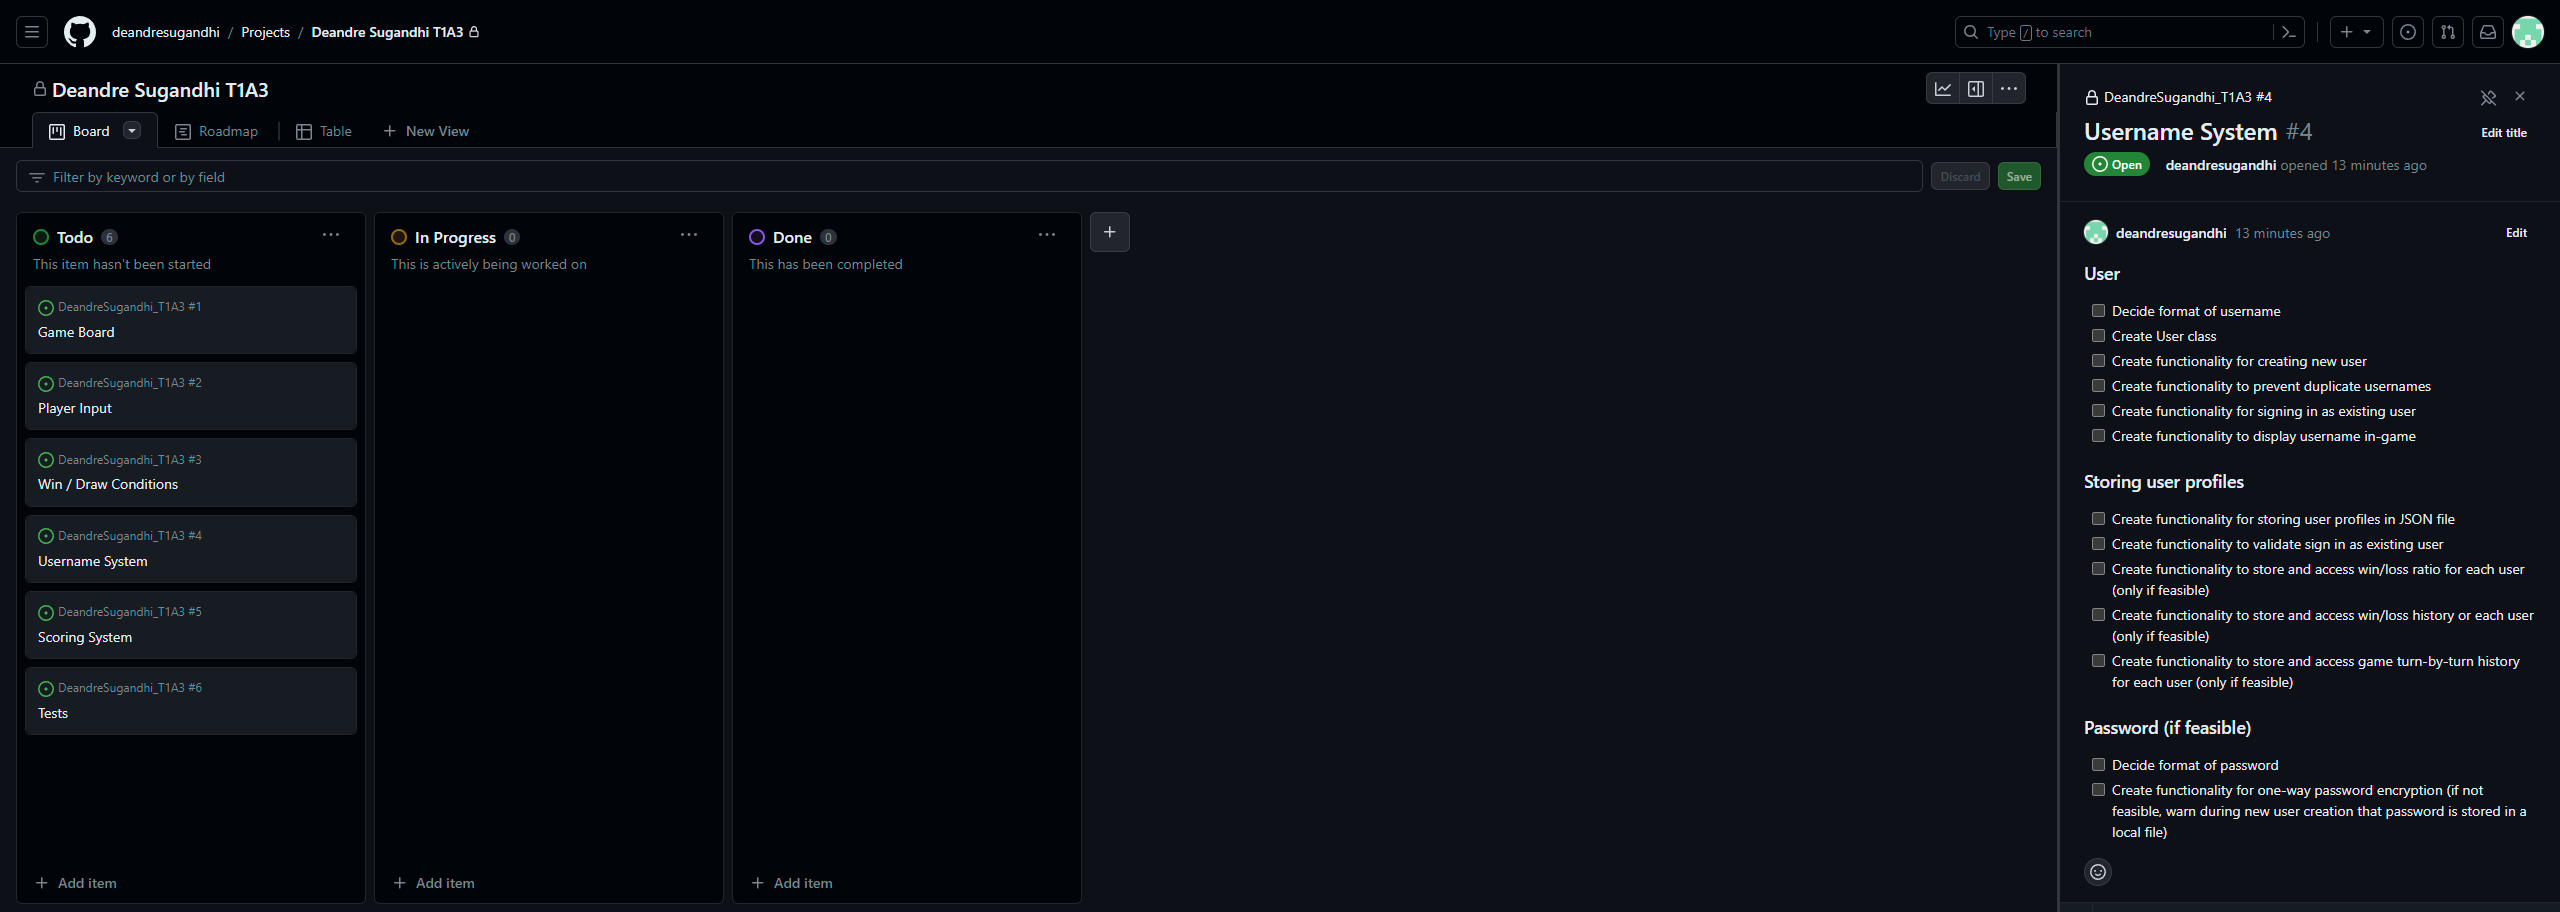 deandresugandhi / Projects / Deandre Sugandhi T1A3
Type / to search
Deandre Sugandhi T1A3
Board
Roadmap
Table
New View
Filter by keyword or by field
Discard
Save
Todo 6
This item hasn't been started
DeandreSugandhi_T1A3 #1
Game Board
DeandreSugandhi_T1A3 #2
Player Input
DeandreSugandhi_T1A3 #3
Win / Draw Conditions
DeandreSugandhi_T1A3 #4
Username System
DeandreSugandhi_T1A3 #5
Scoring System
DeandreSugandhi_T1A3 #6
Tests
+ Add item
In Progress 0
This is actively being worked on
+ Add item
Done 0
This has been completed
+ Add item
DeandreSugandhi_T1A3 #4
Username System #4
Edit title
Open
deandresugandhi opened 13 minutes ago
deandresugandhi 13 minutes ago
Edit
User
Decide format of username
Create User class
Create functionality for creating new user
Create functionality to prevent duplicate usernames
Create functionality for signing in as existing user
Create functionality to display username in-game
Storing user profiles
Create functionality for storing user profiles in JSON file
Create functionality to validate sign in as existing user
Create functionality to store and access win/loss ratio for each user
(only if feasible)
Create functionality to store and access win/loss history or each user
(only if feasible)
Create functionality to store and access game turn-by-turn history
for each user (only if feasible)
Password (if feasible)
Decide format of password
Create functionality for one-way password encryption (if not
feasible, warn during new user creation that password is stored in a
local file)